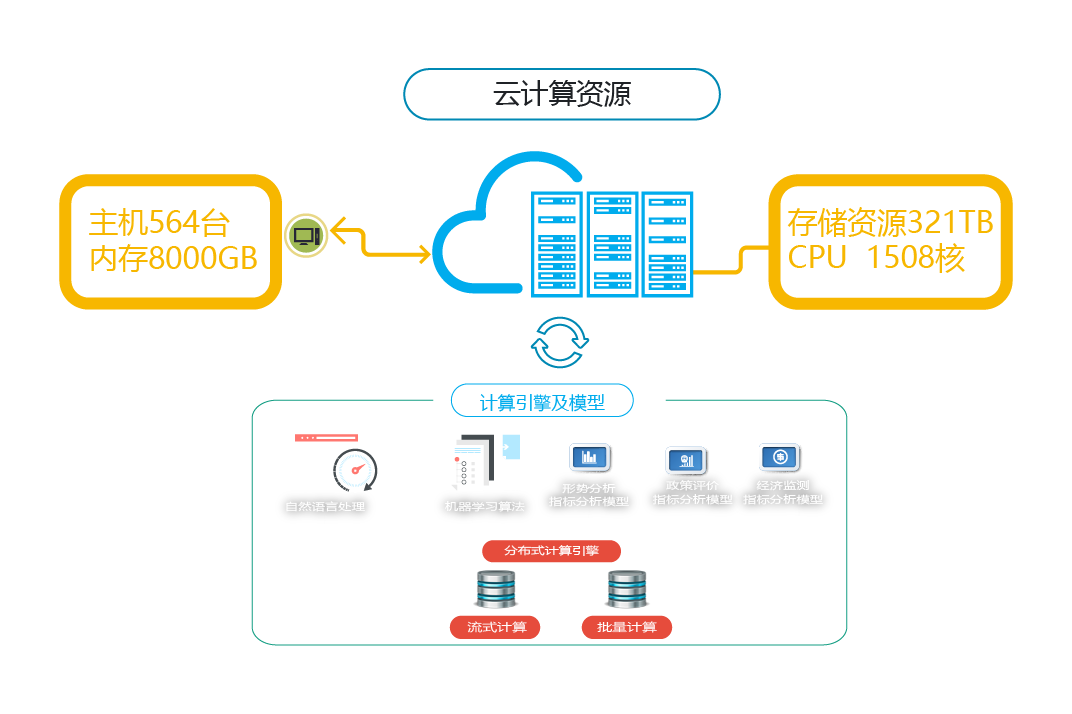 云计算资源
主机564台
内存8000GB
存储资源321TB
CPU 1508核
计算引擎及模型
自然语言处理
机器学习算法
形势分析
指标分析模型
政策评价
指标分析模型
经济监测
指标分析模型
分布式计算引擎
流式计算
批量计算